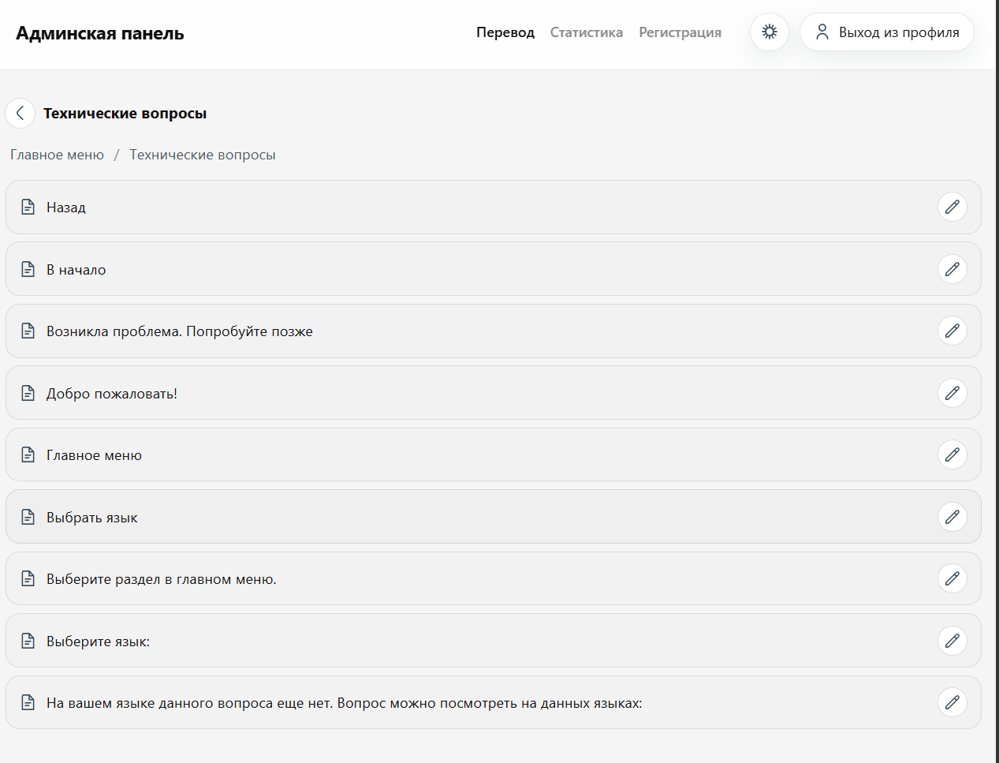 Админская панель
Перевод Статистика Регистрация Выход из профиля
Технические вопросы
Главное меню / Технические вопросы
Назад
В начало
Возникла проблема. Попробуйте позже
Добро пожаловать!
Главное меню
Выбрать язык
Выберите раздел в главном меню.
Выберите язык:
На вашем языке данного вопроса еще нет. Вопрос можно посмотреть на данных языках: